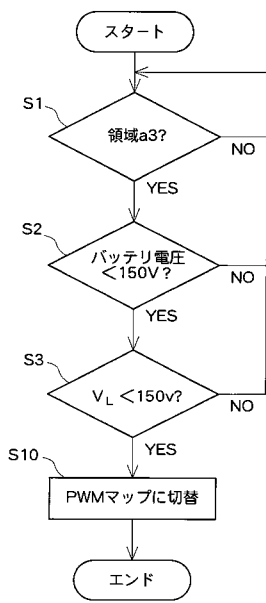 スタート
S1
領域a3?
NO
YES
S2
バッテリ電圧
<150V?
NO
YES
S3
VL <150v?
NO
YES
S10
PWMマップに切替
エンド